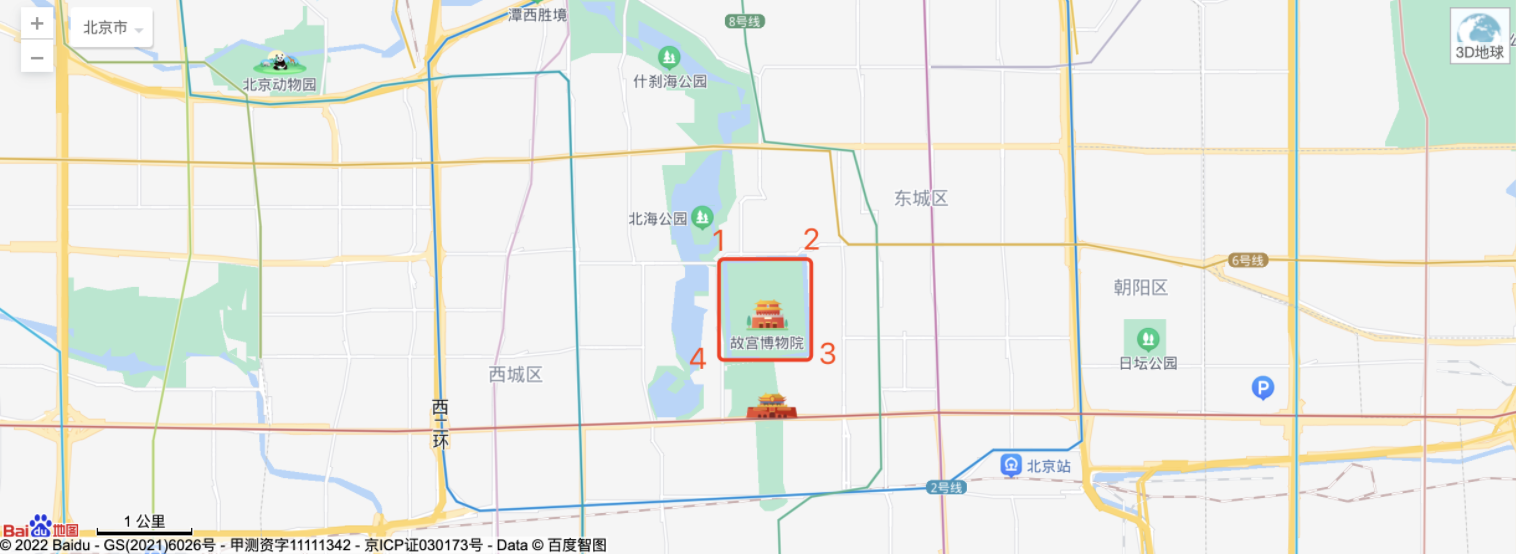 潭西胜境
8号线
+
北京市
3D地球
−
北京动物园
什刹海公园
东城区
北海公园
1
2
6号线
朝阳区
故宫博物院
4
3
日坛公园
西城区
P
西二环
北京站
2号线
1 公里
Bai du 地图
© 2022 Baidu - GS(2021)6026号 - 甲测资字11111342 - 京ICP证030173号 - Data © 百度智图